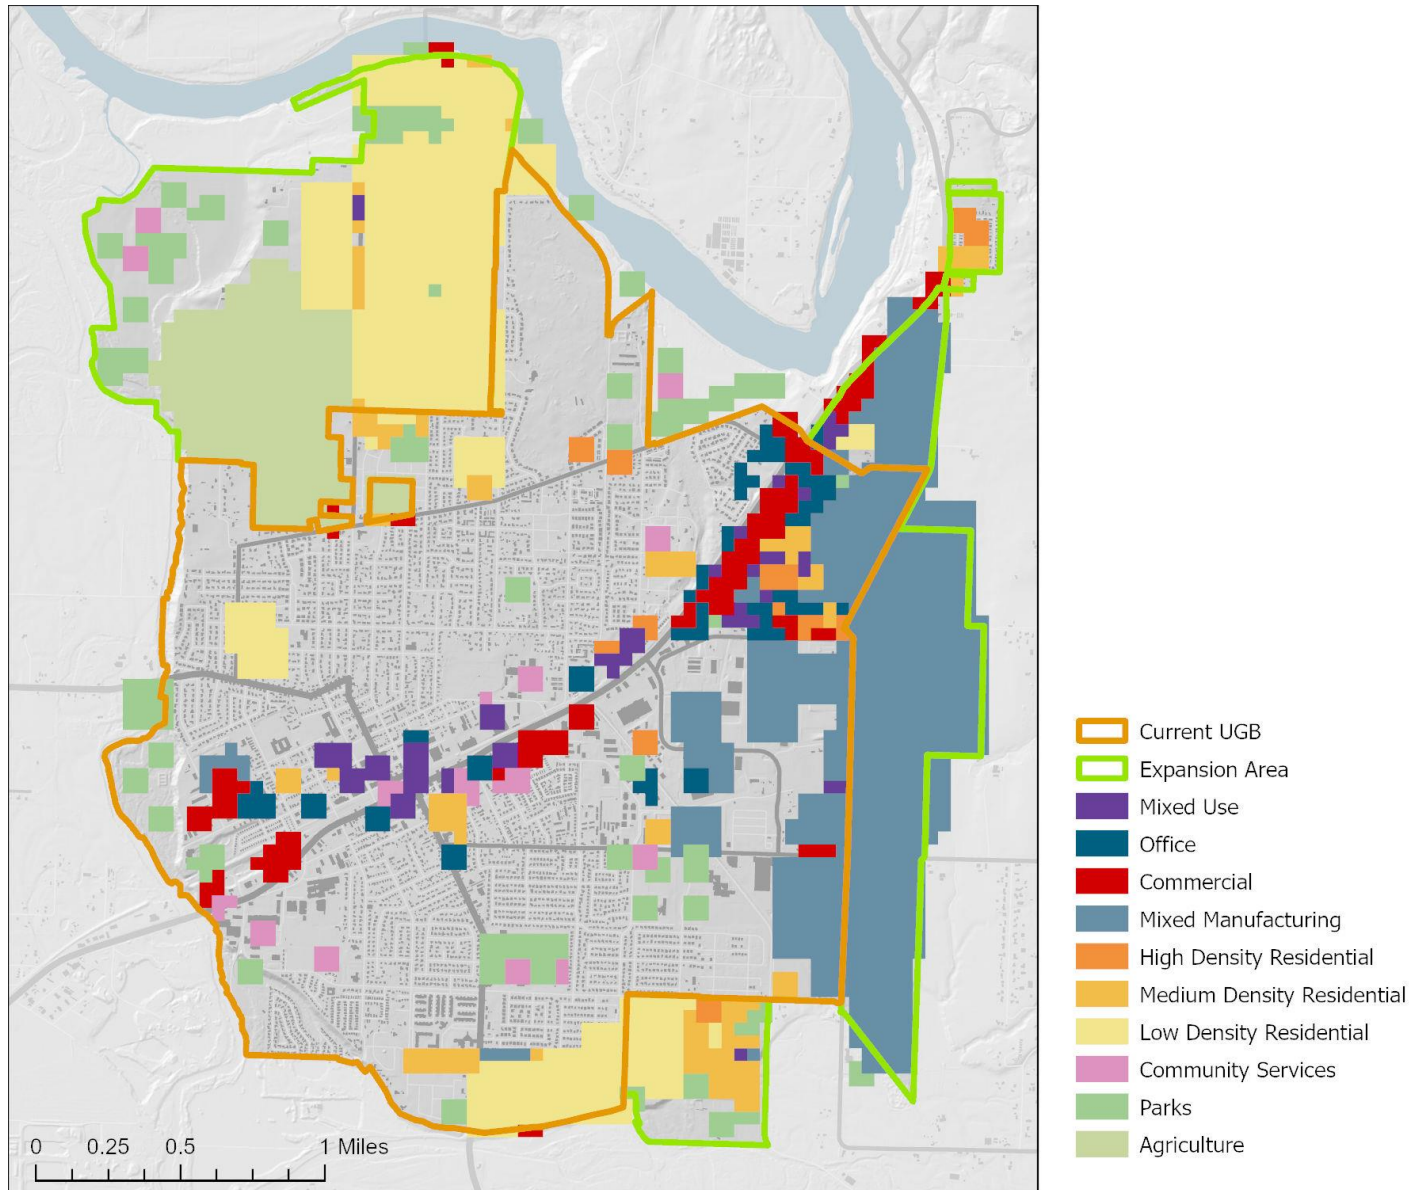 Current UGB
Expansion Area
Mixed Use
Office
Commercial
Mixed Manufacturing
High Density Residential
Medium Density Residential
Low Density Residential
Community Services
Parks
Agriculture
0 0.25 0.5 1 Miles